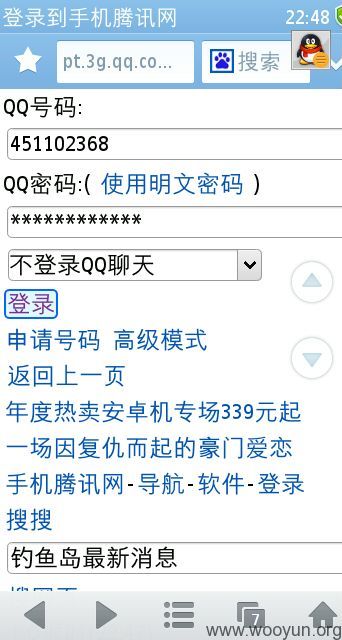 登录到手机腾讯网 22:48
pt.3g.qq.co... 搜索
QQ号码:
451102368
QQ密码:( 使用明文密码 )
************
不登录QQ聊天
登录
申请号码 高级模式
返回上一页
年度热卖安卓机专场339元起
一场因复仇而起的豪门爱恋
手机腾讯网-导航-软件-登录
搜搜
钓鱼岛最新消息
7
www.wooyun.org